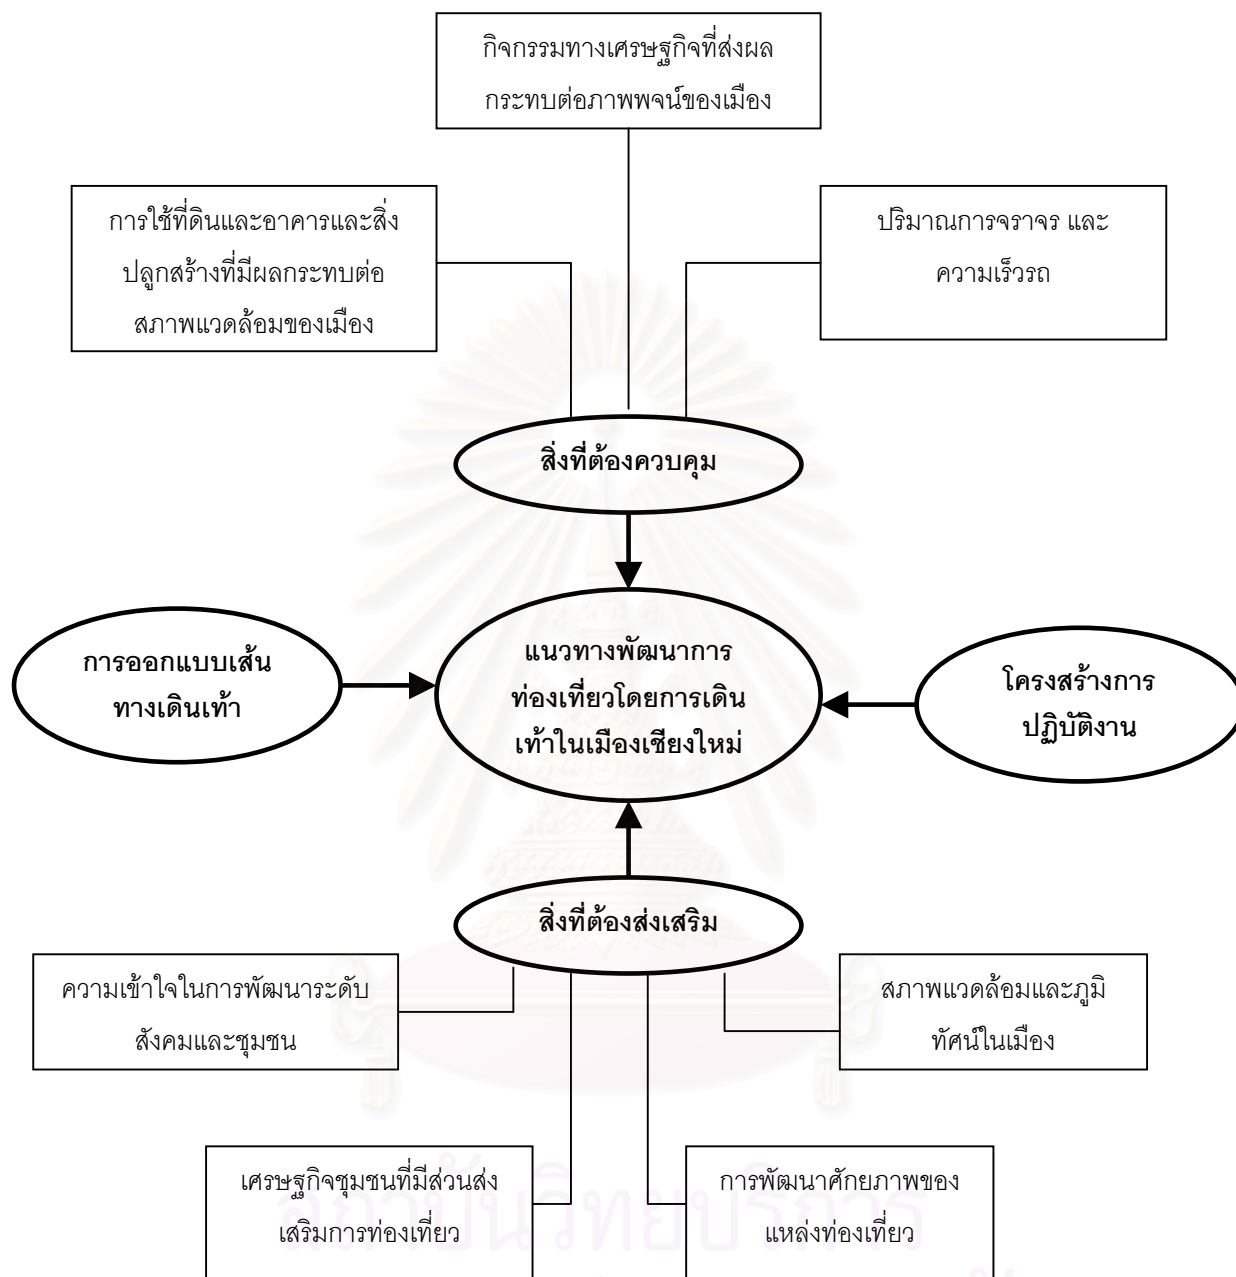 กิจกรรมทางเศรษฐกิจที่ส่งผล
กระทบต่อภาพพจน์ของเมือง
การใช้ที่ดินและอาคารและสิ่ง
ปลูกสร้างที่มีผลกระทบต่อ
สภาพแวดล้อมของเมือง
ปริมาณการจราจร และ
ความเร็วรถ
สิ่งที่ต้องควบคุม
การออกแบบเส้น
ทางเดินเท้า
แนวทางพัฒนาการ
ท่องเที่ยวโดยการเดิน
เท้าในเมืองเชียงใหม่
โครงสร้างการ
ปฏิบัติงาน
สิ่งที่ต้องส่งเสริม
ความเข้าใจในการพัฒนาระดับ
สังคมและชุมชน
สภาพแวดล้อมและภูมิ
ทัศน์ในเมือง
เศรษฐกิจชุมชนที่มีส่วนส่ง
เสริมการท่องเที่ยว
การพัฒนาศักยภาพของ
แหล่งท่องเที่ยว
สถาบันวิทยบริการ